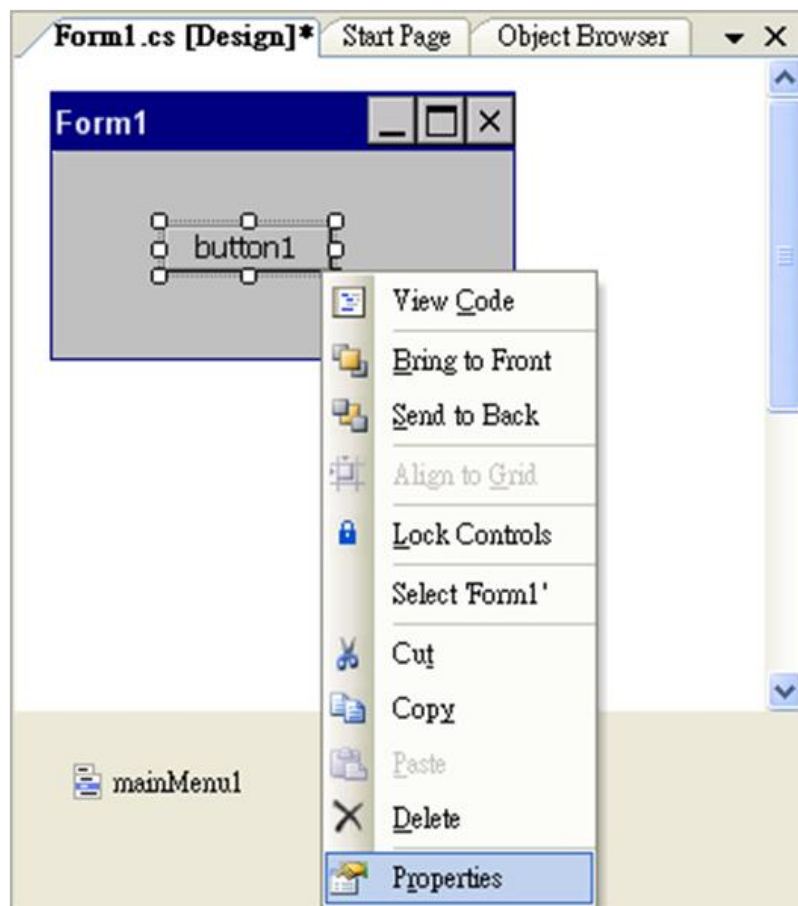 Form1.cs [Design]* Start Page Object Browser
Form1
button1
View Code
Bring to Front
Send to Back
Align to Grid
Lock Controls
Select 'Form1'
Cut
Copy
Paste
Delete
Properties
mainMenu1